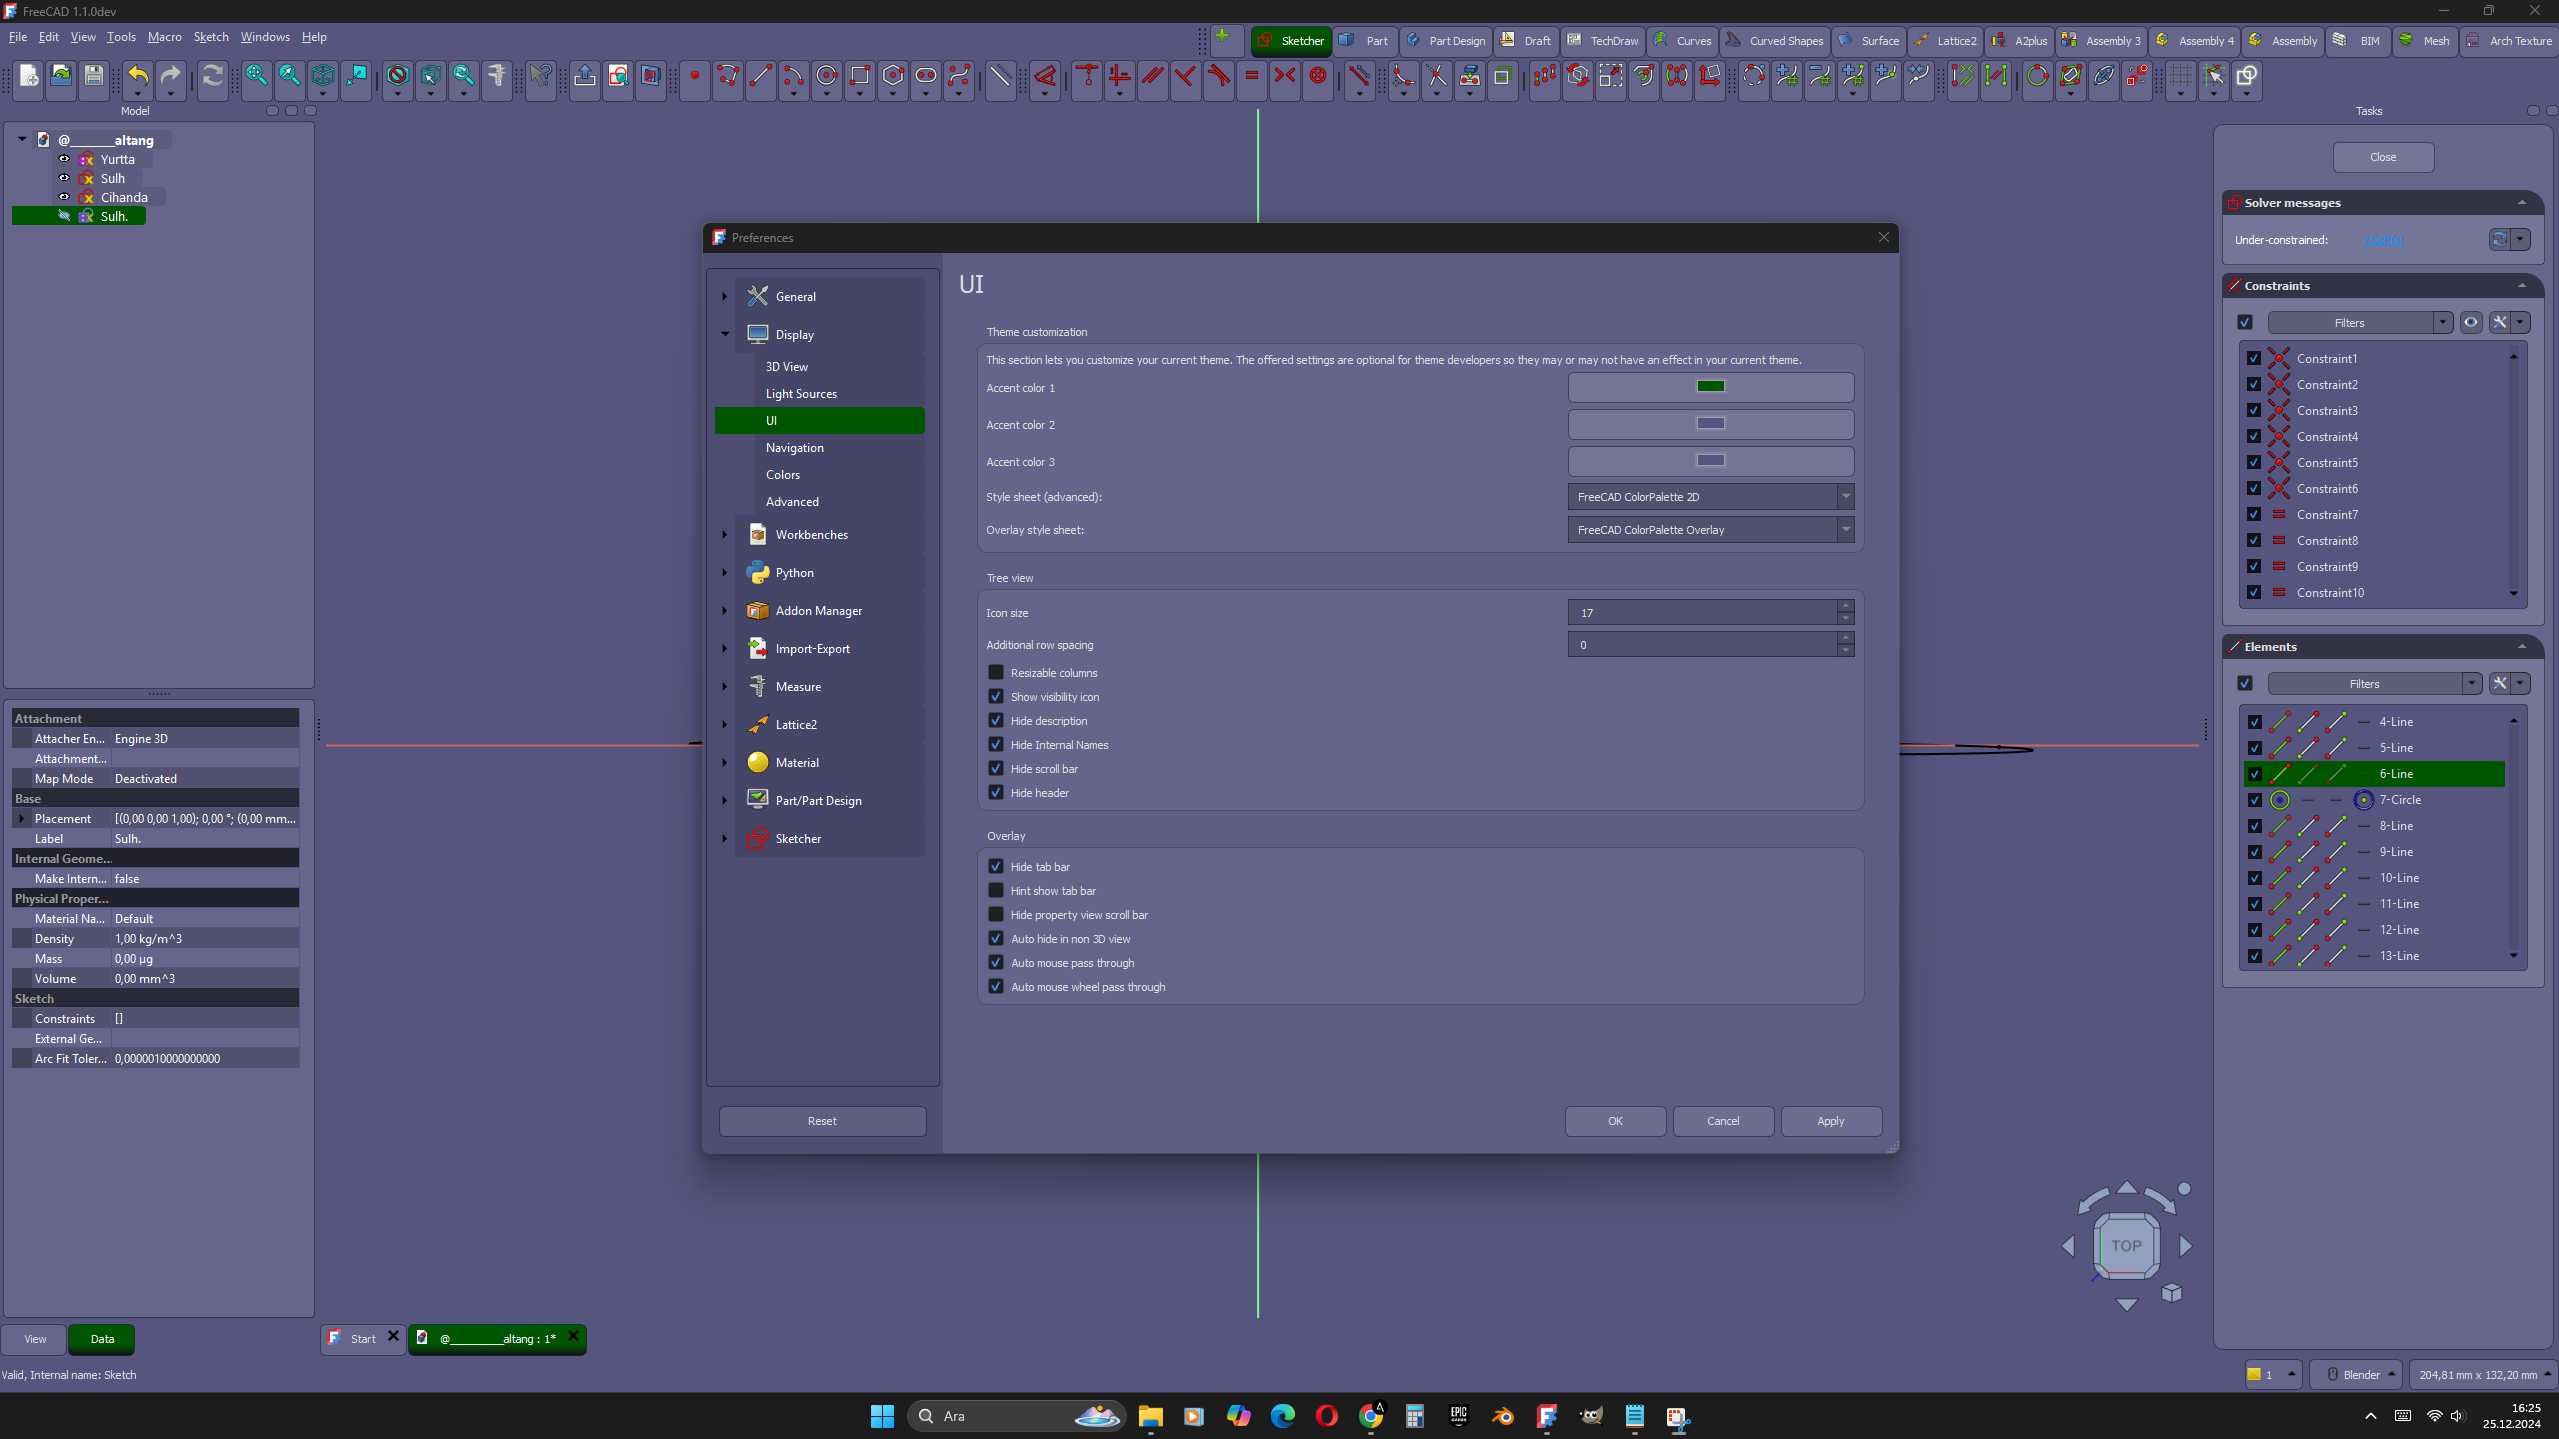 FreeCAD 1.1.0dev
File Edit View Tools Macro Sketch Windows Help
Sketcher Part Part Design Draft TechDraw Curves Curved Shapes Surface Lattice2 A2plus Assembly 3 Assembly 4 Assembly BIM Mesh Arch Texture
Model
@______altang
Yurtta
Sulh
Cihanda
Sulh.
Attachment
Attacher En... Engine 3D
Attachment...
Map Mode Deactivated
Base
Placement [(0,00 0,00 1,00); 0,00 °; (0,00 mm...
Label Sulh.
Internal Geome...
Make Intern... false
Physical Proper...
Material Na... Default
Density 1,00 kg/m^3
Mass 0,00 µg
Volume 0,00 mm^3
Sketch
Constraints []
External Ge...
Arc Fit Toler... 0,0000010000000000
View Data
Start
@________altang : 1*
Valid, Internal name: Sketch
Preferences
General
Display
3D View
Light Sources
UI
Navigation
Colors
Advanced
Workbenches
Python
Addon Manager
Import-Export
Measure
Lattice2
Material
Part/Part Design
Sketcher
Reset
UI
Theme customization
This section lets you customize your current theme. The offered settings are optional for theme developers so they may or may not have an effect in your current theme.
Accent color 1
Accent color 2
Accent color 3
Style sheet (advanced): FreeCAD ColorPalette 2D
Overlay style sheet: FreeCAD ColorPalette Overlay
Tree view
Icon size 17
Additional row spacing 0
Resizable columns
Show visibility icon
Hide description
Hide Internal Names
Hide scroll bar
Hide header
Overlay
Hide tab bar
Hint show tab bar
Hide property view scroll bar
Auto hide in non 3D view
Auto mouse pass through
Auto mouse wheel pass through
OK Cancel Apply
Tasks
Close
Solver messages
Under-constrained:
Constraints
Filters
Constraint1
Constraint2
Constraint3
Constraint4
Constraint5
Constraint6
Constraint7
Constraint8
Constraint9
Constraint10
Elements
Filters
4-Line
5-Line
6-Line
7-Circle
8-Line
9-Line
10-Line
11-Line
12-Line
13-Line
TOP
1 Blender 204,81 mm x 132,20 mm
Ara
EPIC GAMES
16:25
25.12.2024